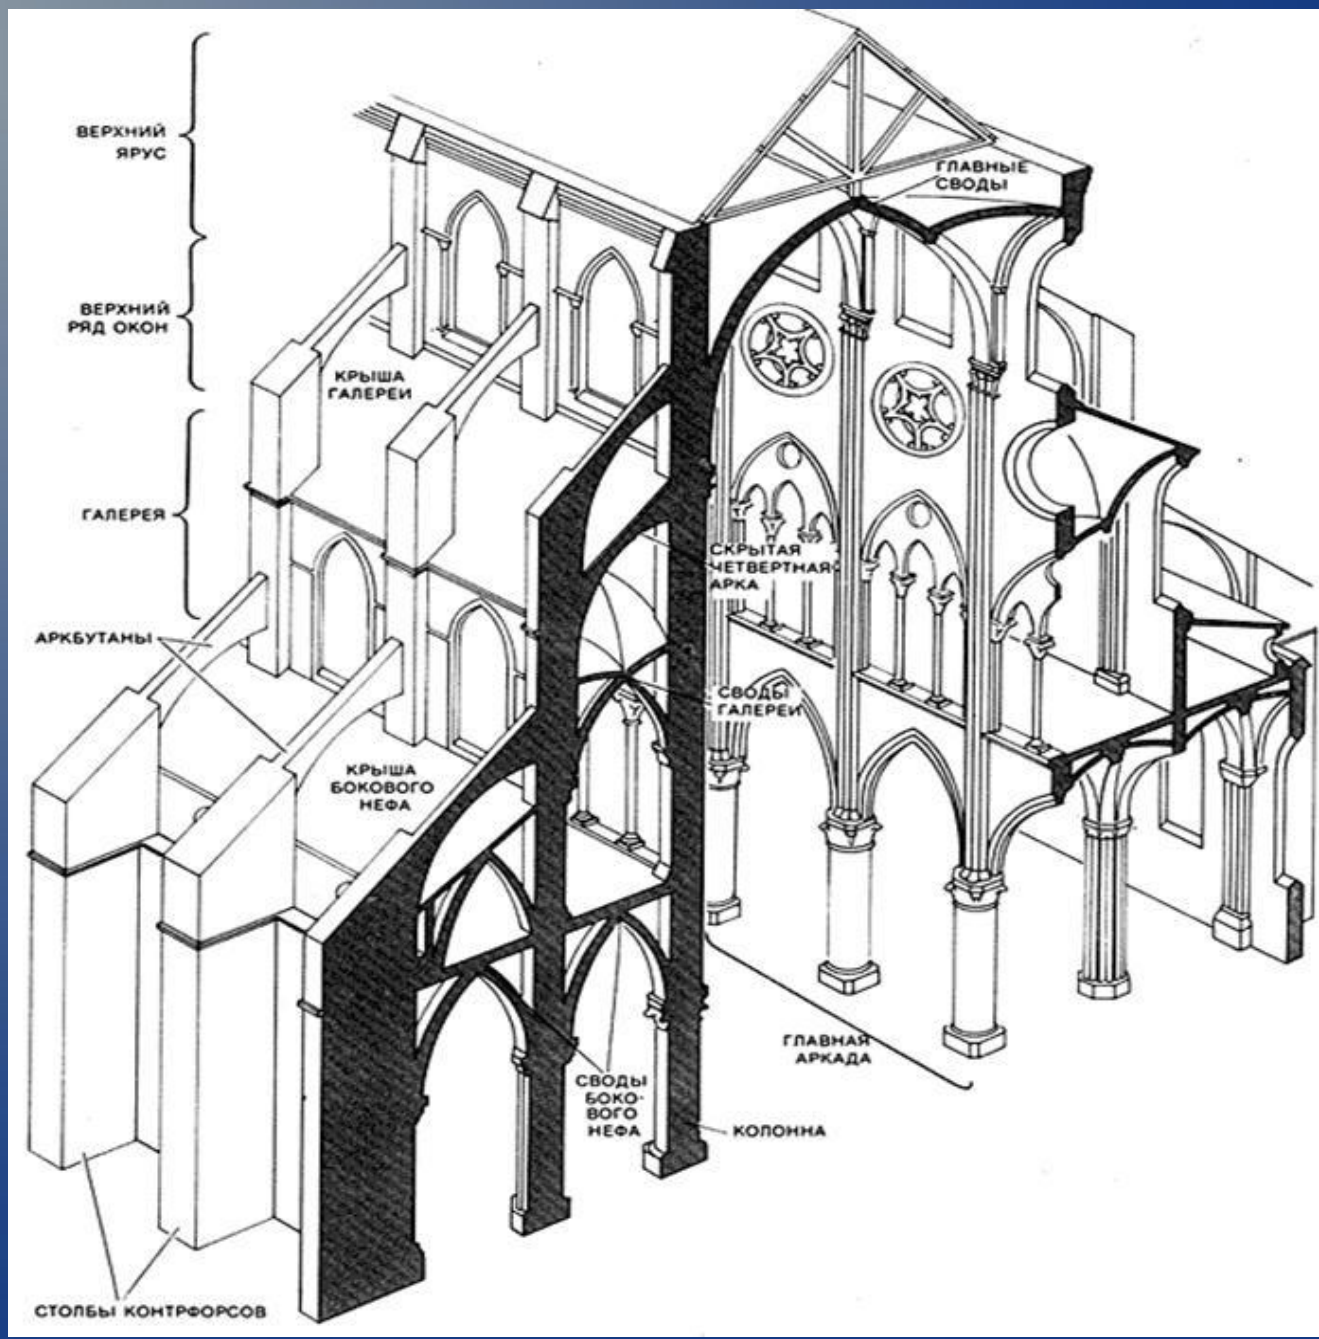 ВЕРХНИЙ
ЯРУС
ГЛАВНЫЕ
СВОДЫ
ВЕРХНИЙ
РЯД ОКОН
КРЫША
ГАЛЕРЕИ
ГАЛЕРЕЯ
СКРЫТАЯ
ЧЕТВЕРТНАЯ
АРКА
АРКБУТАНЫ
СВОДЫ
ГАЛЕРЕИ
КРЫША
БОКОВОГО
НЕФА
ГЛАВНАЯ
АРКАДА
СВОДЫ
БОКО-
ВОГО
НЕФА
КОЛОННА
СТОЛБЫ КОНТРФОРСОВ